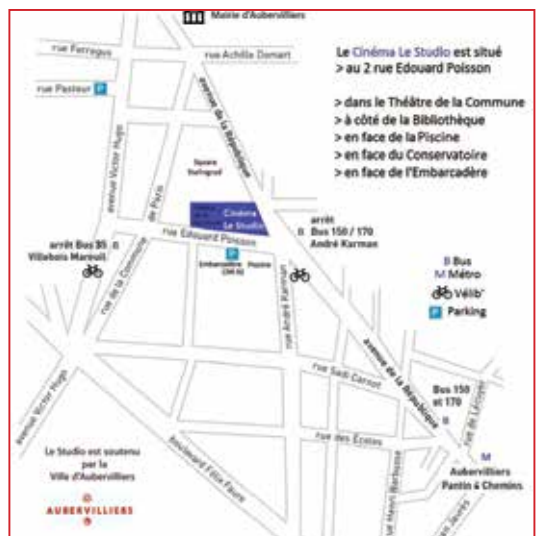 Mairie d'Aubervilliers
rue Ferragus
rue Achille Domart
rue Pasteur P
avenue de la République
Le Cinéma Le Studio est situé
> au 2 rue Edouard Poisson
> dans le Théâtre de la Commune
> à côté de la Bibliothèque
> en face de la Piscine
> en face du Conservatoire
> en face de l'Embarcadère
avenue Victor Hugo
Square
Stalingrad
rue de la Commune de Paris
Cinéma
Le Studio
rue Edouard Poisson
arrêt
B Bus 150 / 170
André Karman
arrêt Bus 35 B
Villebois Mareuil
P
Embarcadère Piscine
rue André Karman
B Bus
M Métro
Vélib'
P Parking
avenue de la République
rue Sadi Carnot
Bus 150
et 170
B
rue des Ecoles
avenue Victor Hugo
boulevard Félix Faure
rue Henri Barbusse
M
Aubervilliers
Pantin 4 Chemins
Le Studio est soutenu
par la
Ville d'Aubervilliers
AUBERVILLIERS